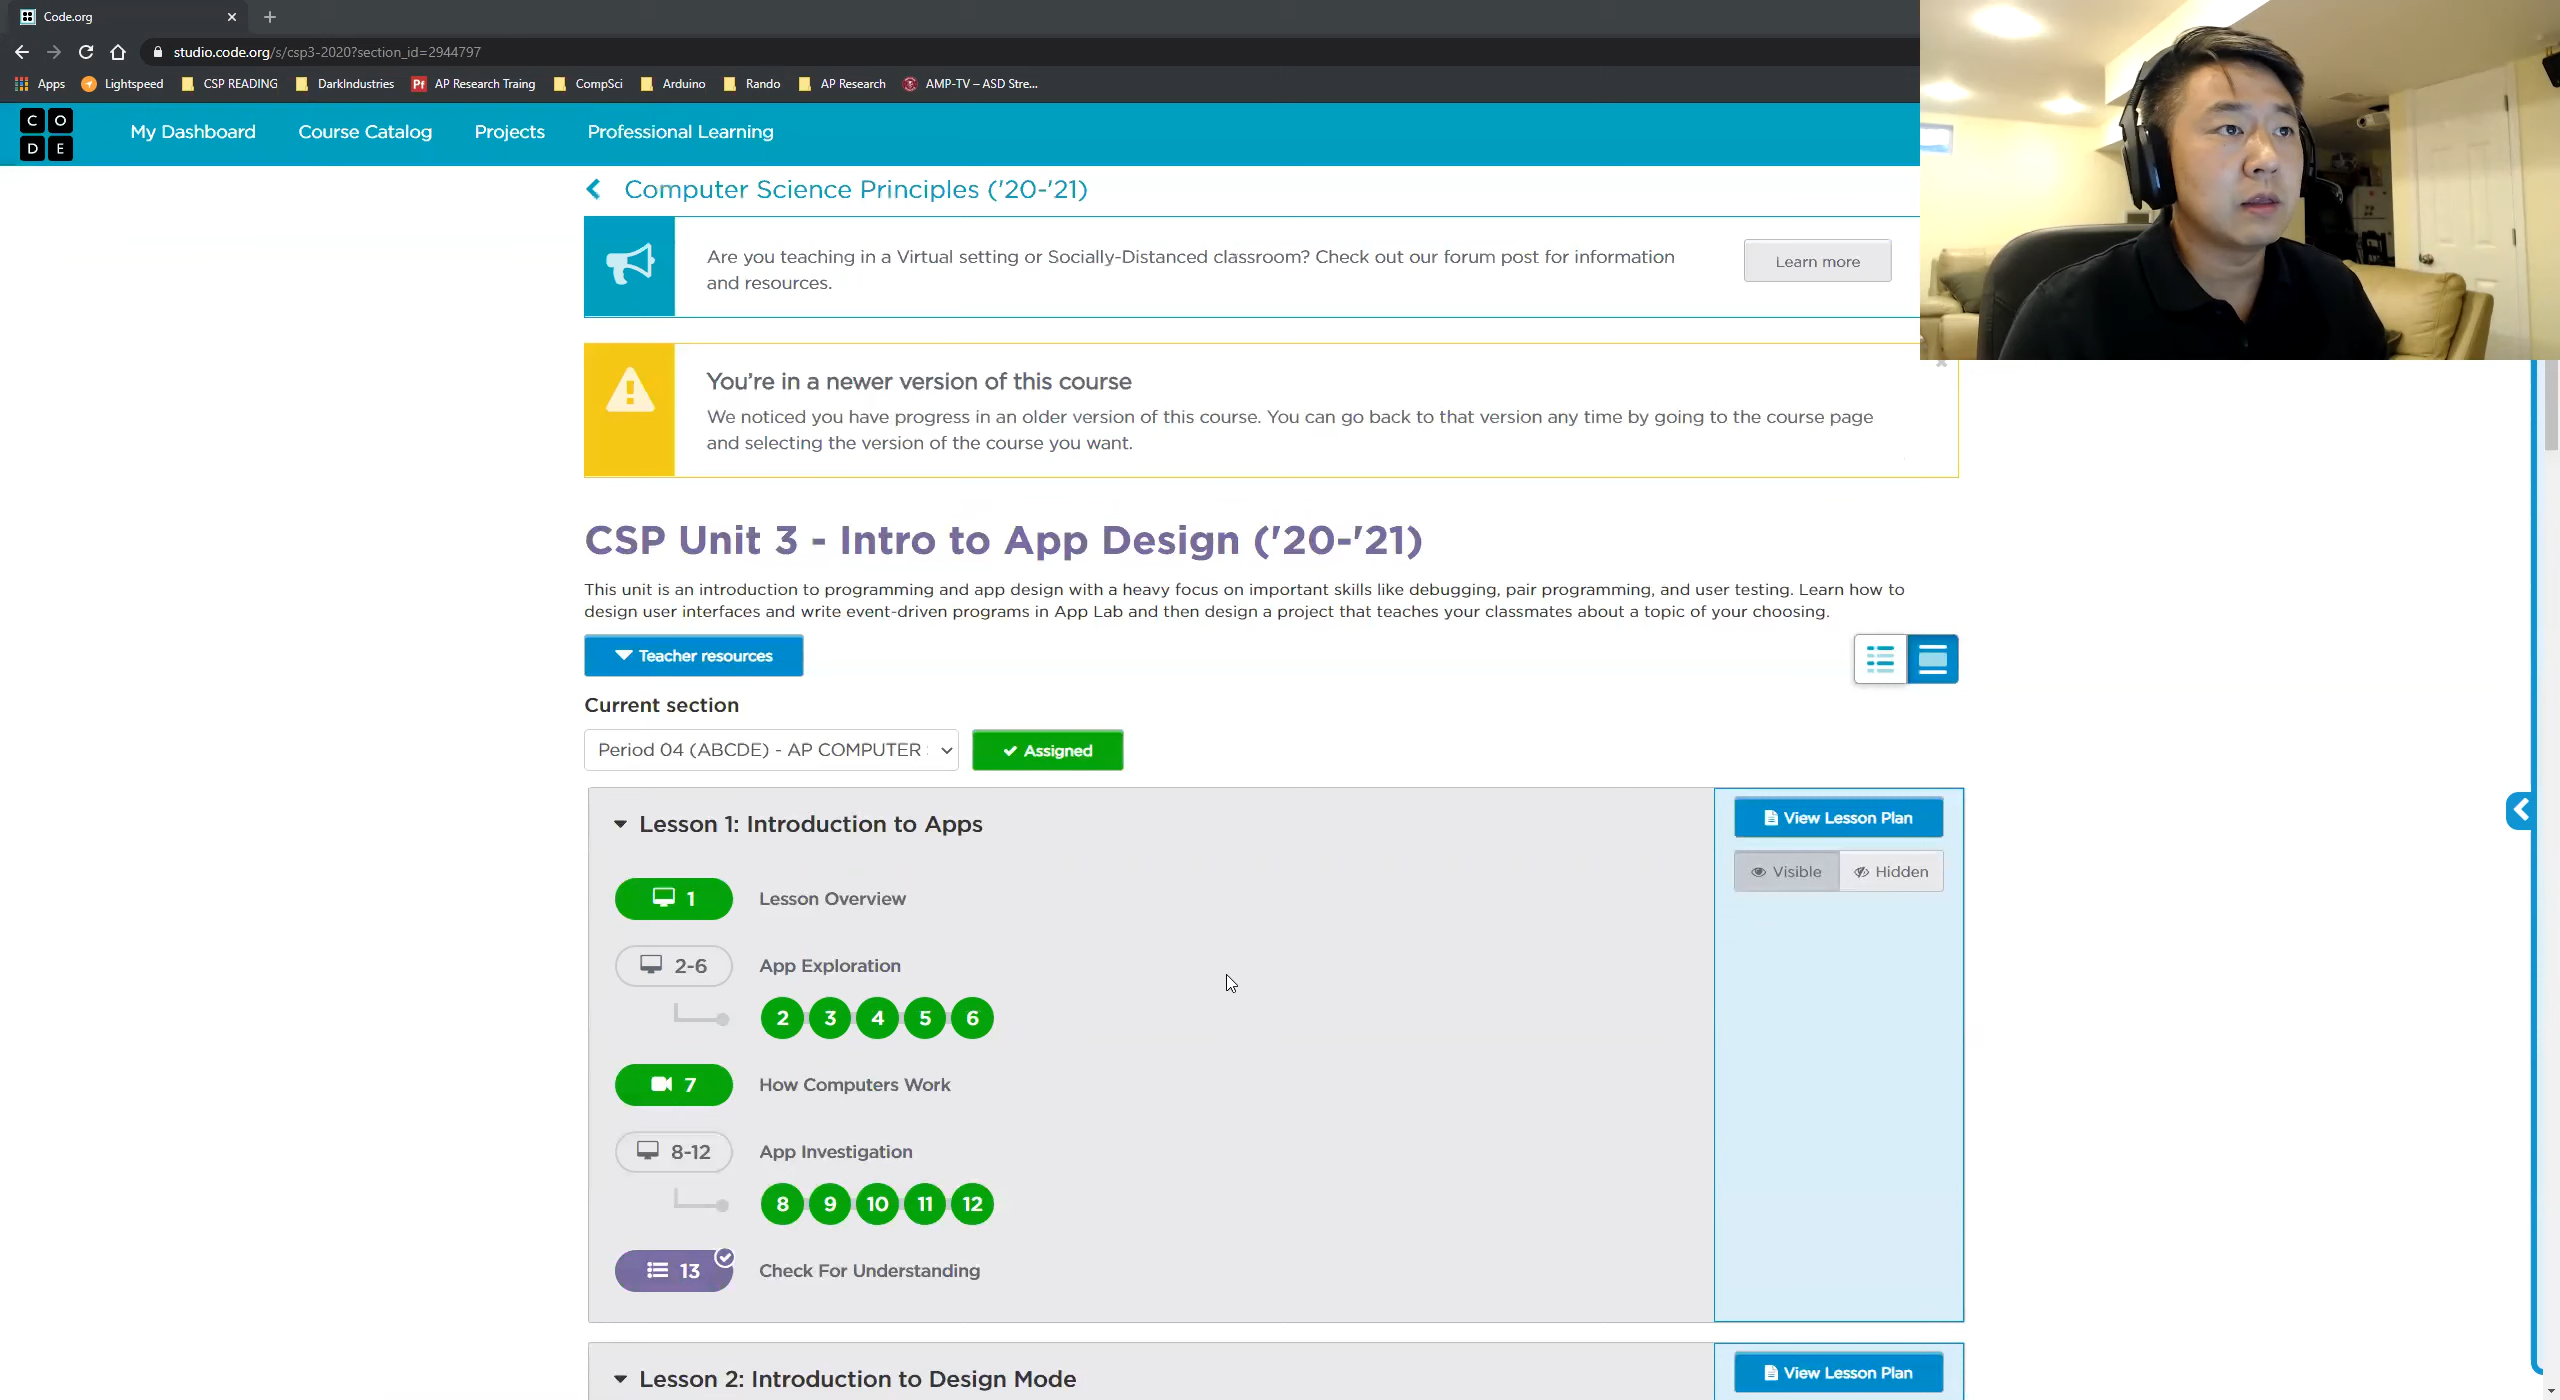 Code.org
studio.code.org/s/csp3-2020?section_id=2944797
Apps Lightspeed CSP READING DarkIndustries AP Research Traing CompSci Arduino Rando AP Research AMP-TV – ASD Stre...
CODE
My Dashboard Course Catalog Projects Professional Learning
Computer Science Principles ('20-'21)
Are you teaching in a Virtual setting or Socially-Distanced classroom? Check out our forum post for information
and resources.
Learn more
You're in a newer version of this course
We noticed you have progress in an older version of this course. You can go back to that version any time by going to the course page
and selecting the version of the course you want.
CSP Unit 3 - Intro to App Design ('20-'21)
This unit is an introduction to programming and app design with a heavy focus on important skills like debugging, pair programming, and user testing. Learn how to
design user interfaces and write event-driven programs in App Lab and then design a project that teaches your classmates about a topic of your choosing.
Teacher resources
Current section
Period 04 (ABCDE) - AP COMPUTER
Assigned
Lesson 1: Introduction to Apps
View Lesson Plan
Visible Hidden
1 Lesson Overview
2-6 App Exploration
2 3 4 5 6
7 How Computers Work
8-12 App Investigation
8 9 10 11 12
13 Check For Understanding
Lesson 2: Introduction to Design Mode
View Lesson Plan